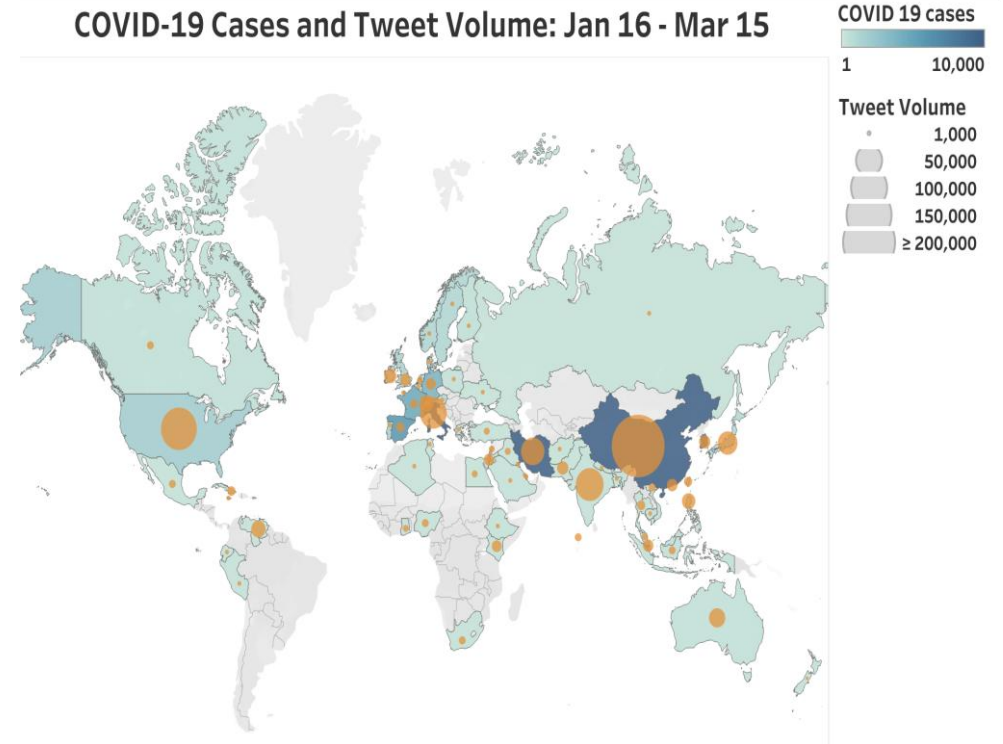 COVID-19 Cases and Tweet Volume: Jan 16 - Mar 15
COVID 19 cases
1 10,000
Tweet Volume
1,000
50,000
100,000
150,000
≥ 200,000